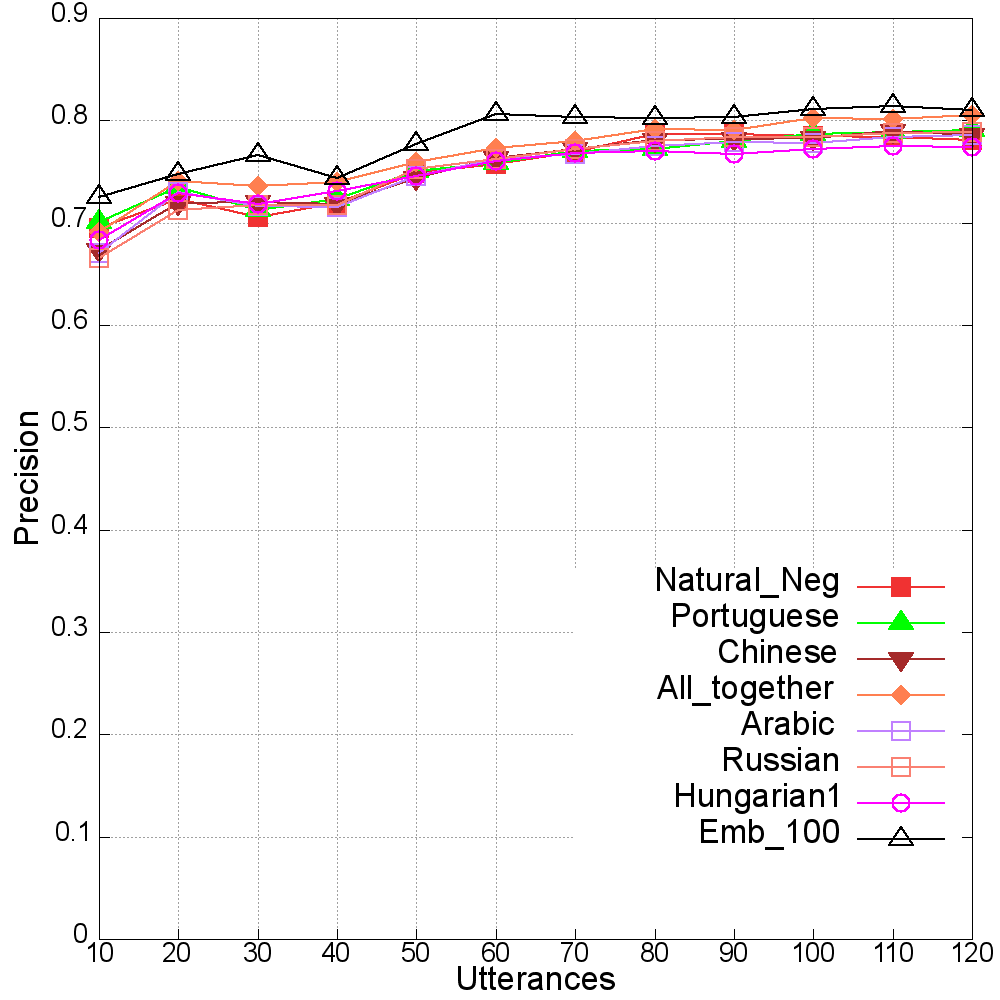 0.9
0.8
0.7
0.6
0.5
0.4
0.3
0.2
0.1
0
Precision
Natural_Neg
Portuguese
Chinese
All_together
Arabic
Russian
Hungarian1
Emb_100
10 20 30 40 50 60 70 80 90 100 110 120
Utterances